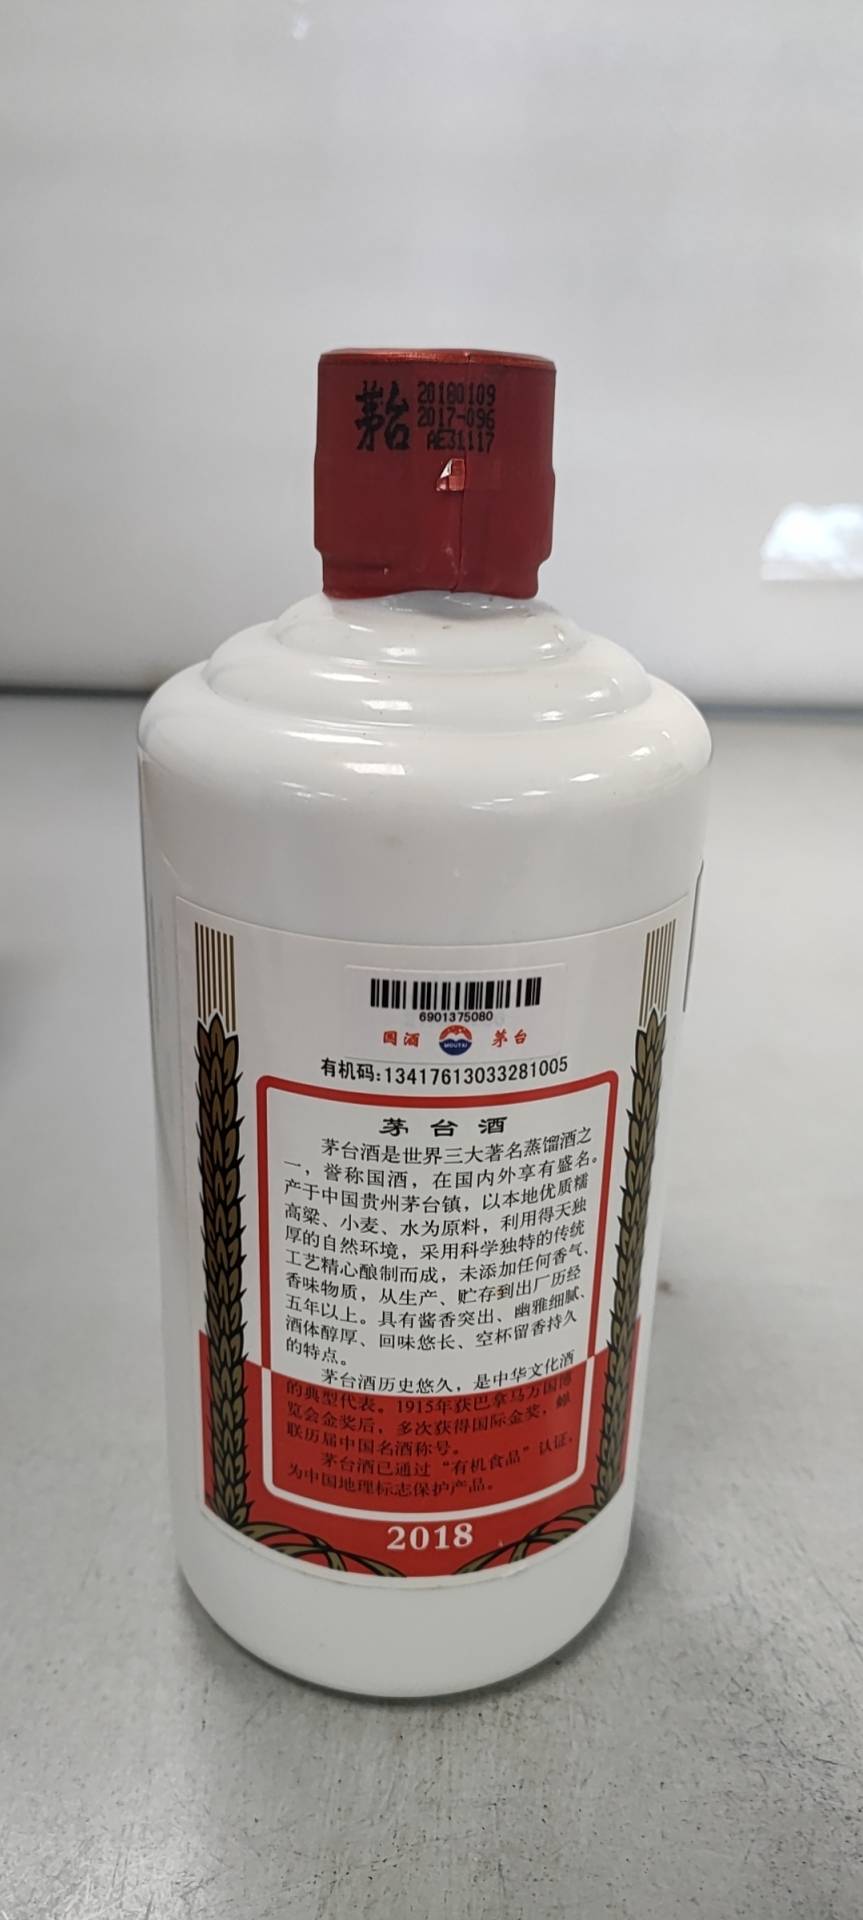 茅台
20180109
2017-096
AE31117
6901375080
国酒 MOUTAI 茅台
有机码:13417613033281005
茅台酒
茅台酒是世界三大著名蒸馏酒之
一，誉称国酒，在国内外享有盛名。
产于中国贵州茅台镇，以本地优质糯
高粱、小麦、水为原料，利用得天独
厚的自然环境，采用科学独特的传统
工艺精心酿制而成，未添加任何香气、
香味物质，从生产、贮存到出厂历经
五年以上。具有酱香突出、幽雅细腻、
酒体醇厚、回味悠长、空杯留香持久
的特点。
茅台酒历史悠久，是中华文化酒
的典型代表。1915年获巴拿马万国博
览会金奖后，多次获得国际金奖，蝉
联历届中国名酒称号。
茅台酒已通过“有机食品”认证，
为中国地理标志保护产品。
2018